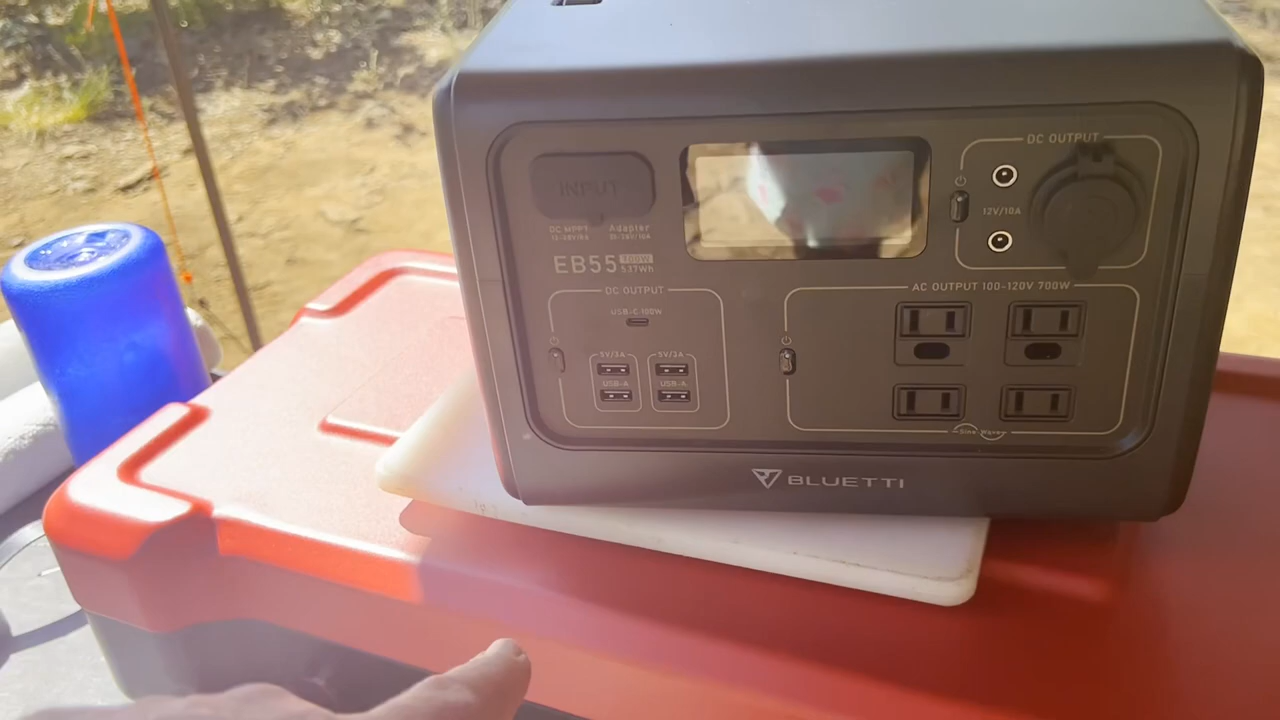 INPUT
DC MPPT Adapter
EB55 700W
537Wh
DC OUTPUT
USB-C 100W
5V/3A 5V/3A
USB-A USB-A
DC OUTPUT
12V/10A
AC OUTPUT 100-120V 700W
Sine Wave
BLUETTI